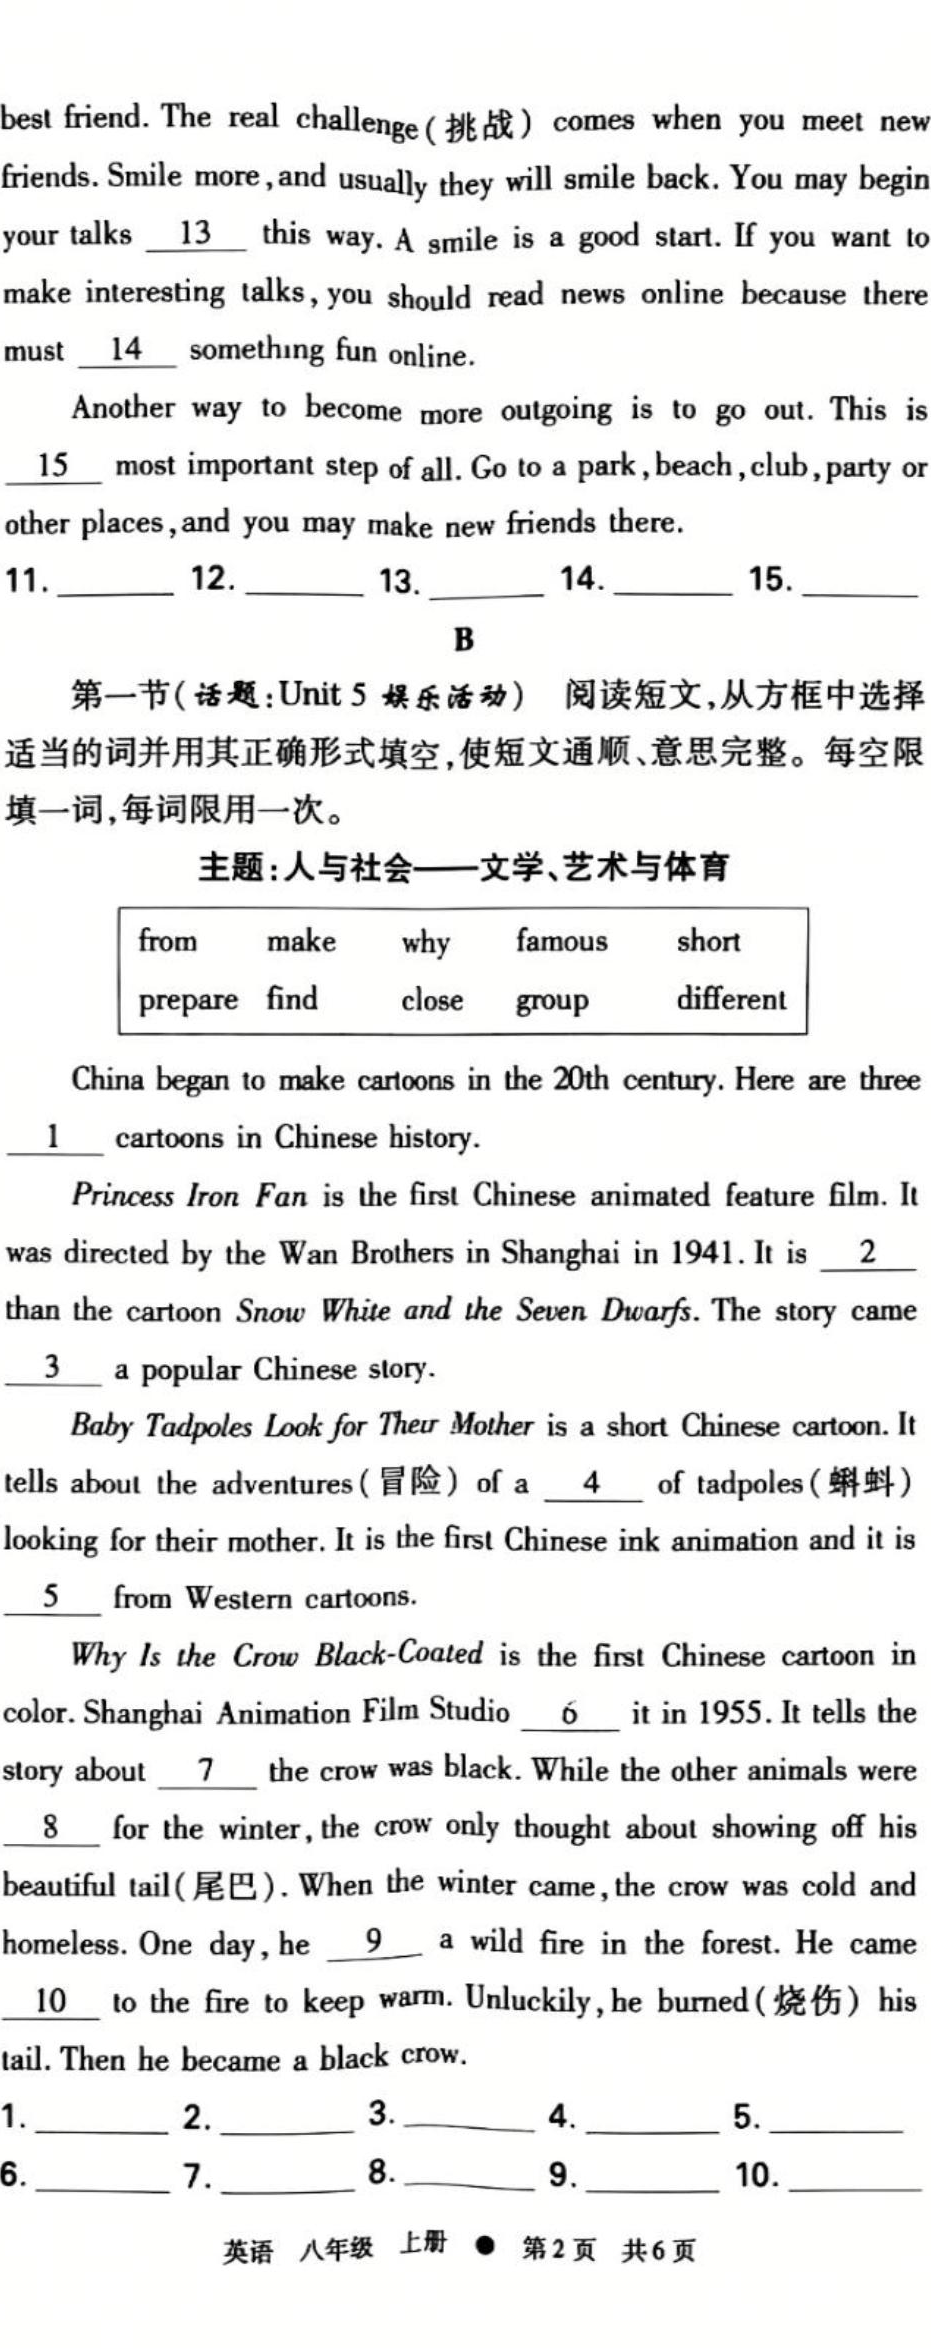 best friend. The real challenge(挑战) comes when you meet new
friends. Smile more,and usually they will smile back. You may begin
your talks 13 this way. A smile is a good start. If you want to
make interesting talks,you should read news online because there
must 14 something fun online.
Another way to become more outgoing is to go out. This is
15 most important step of all. Go to a park,beach,club,party or
other places,and you may make new friends there.
11. ______ 12. ______ 13. ______ 14. ______ 15. ______
B
第一节(话题:Unit 5 娱乐活动) 阅读短文,从方框中选择
适当的词并用其正确形式填空,使短文通顺、意思完整。每空限
填一词,每词限用一次。
主题:人与社会——文学、艺术与体育
from make why famous short
prepare find close group different
China began to make cartoons in the 20th century. Here are three
1 cartoons in Chinese history.
Princess Iron Fan is the first Chinese animated feature film. It
was directed by the Wan Brothers in Shanghai in 1941. It is 2
than the cartoon Snow White and the Seven Dwarfs. The story came
3 a popular Chinese story.
Baby Tadpoles Look for Their Mother is a short Chinese cartoon. It
tells about the adventures(冒险) of a 4 of tadpoles(蝌蚪)
looking for their mother. It is the first Chinese ink animation and it is
5 from Western cartoons.
Why Is the Crow Black-Coated is the first Chinese cartoon in
color. Shanghai Animation Film Studio 6 it in 1955. It tells the
story about 7 the crow was black. While the other animals were
8 for the winter,the crow only thought about showing off his
beautiful tail(尾巴). When the winter came,the crow was cold and
homeless. One day,he 9 a wild fire in the forest. He came
10 to the fire to keep warm. Unluckily,he burned(烧伤) his
tail. Then he became a black crow.
1. ______ 2. ______ 3. ______ 4. ______ 5. ______
6. ______ 7. ______ 8. ______ 9. ______ 10. ______
英语 八年级 上册 ● 第2页 共6页